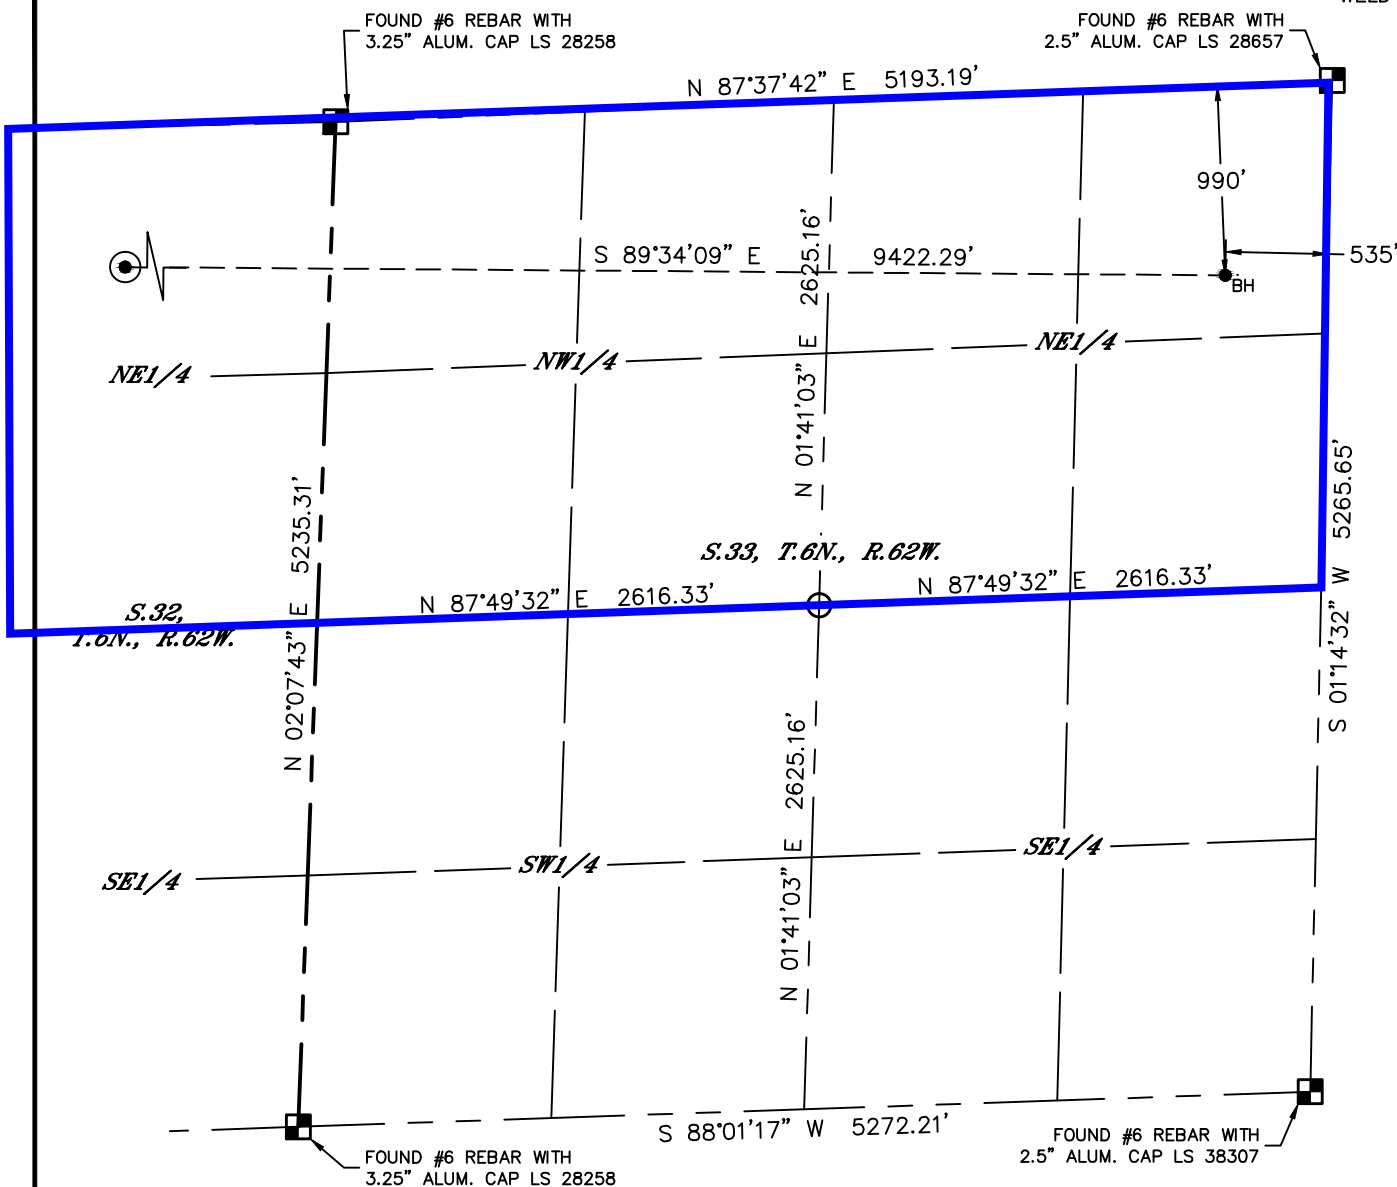 FOUND #6 REBAR WITH
3.25" ALUM. CAP LS 28258
FOUND #6 REBAR WITH
2.5" ALUM. CAP LS 28657
N 87°37'42" E 5193.19'
990'
535'
S 89°34'09" E 9422.29'
BH
N 01°41'03" E 2625.16'
NE1/4
NW1/4
NE1/4
N 02°07'43" E 5235.31'
S 01°14'32" W 5265.65'
S.33, T.6N., R.62W.
N 87°49'32" E 2616.33'
N 87°49'32" E 2616.33'
S.32,
T.6N., R.62W.
N 01°41'03" E 2625.16'
SE1/4
SW1/4
SE1/4
S 88°01'17" W 5272.21'
FOUND #6 REBAR WITH
3.25" ALUM. CAP LS 28258
FOUND #6 REBAR WITH
2.5" ALUM. CAP LS 38307